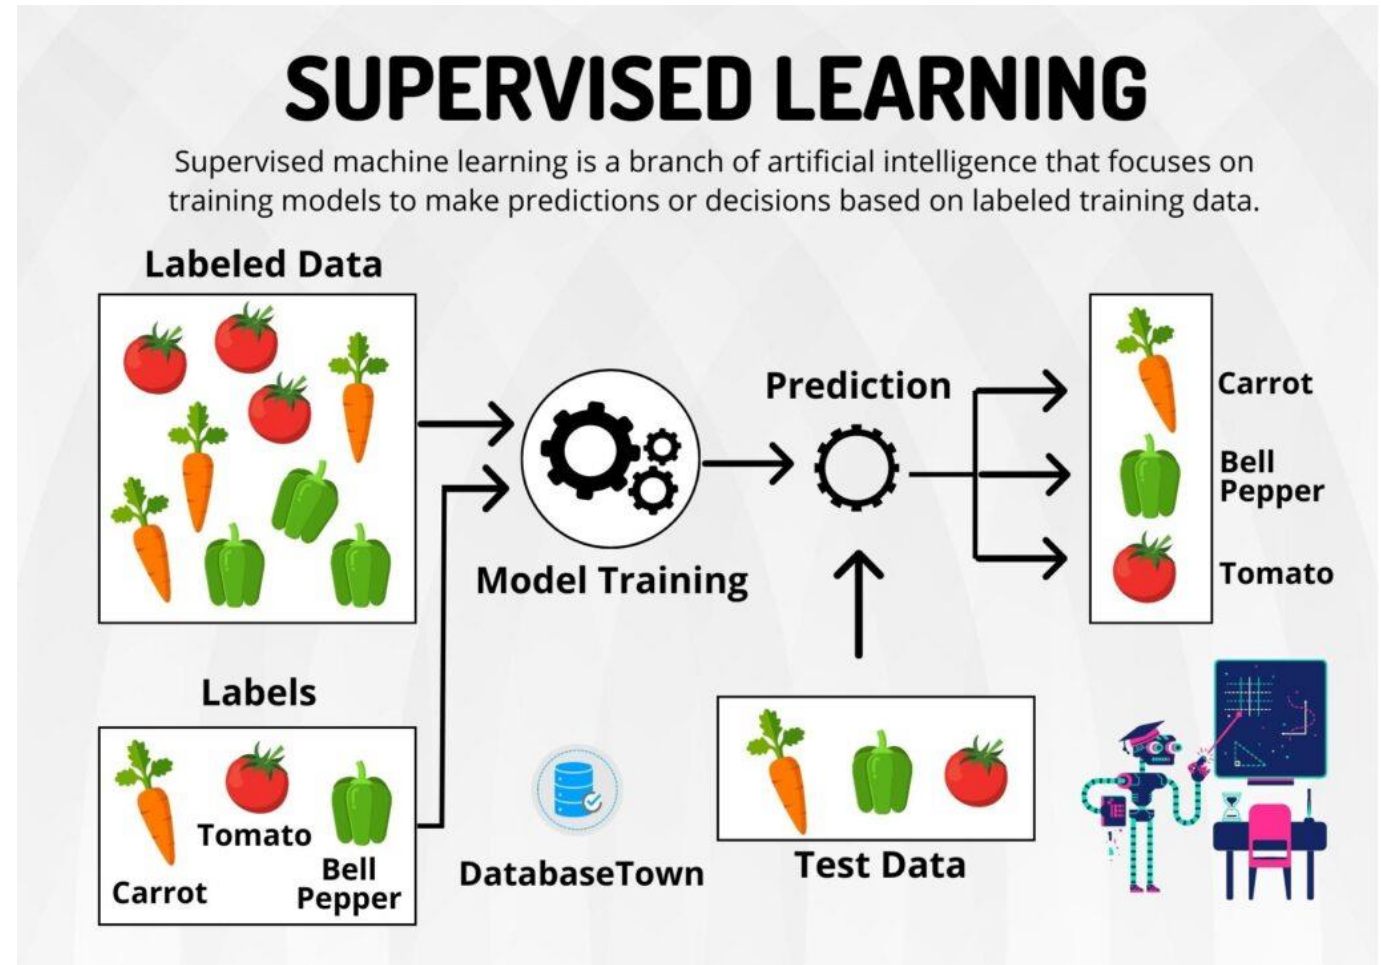 SUPERVISED LEARNING
Supervised machine learning is a branch of artificial intelligence that focuses on
training models to make predictions or decisions based on labeled training data.
Labeled Data
Prediction
Carrot
Bell
Pepper
Tomato
Model Training
Labels
Tomato
Carrot
Bell
Pepper
DatabaseTown
Test Data